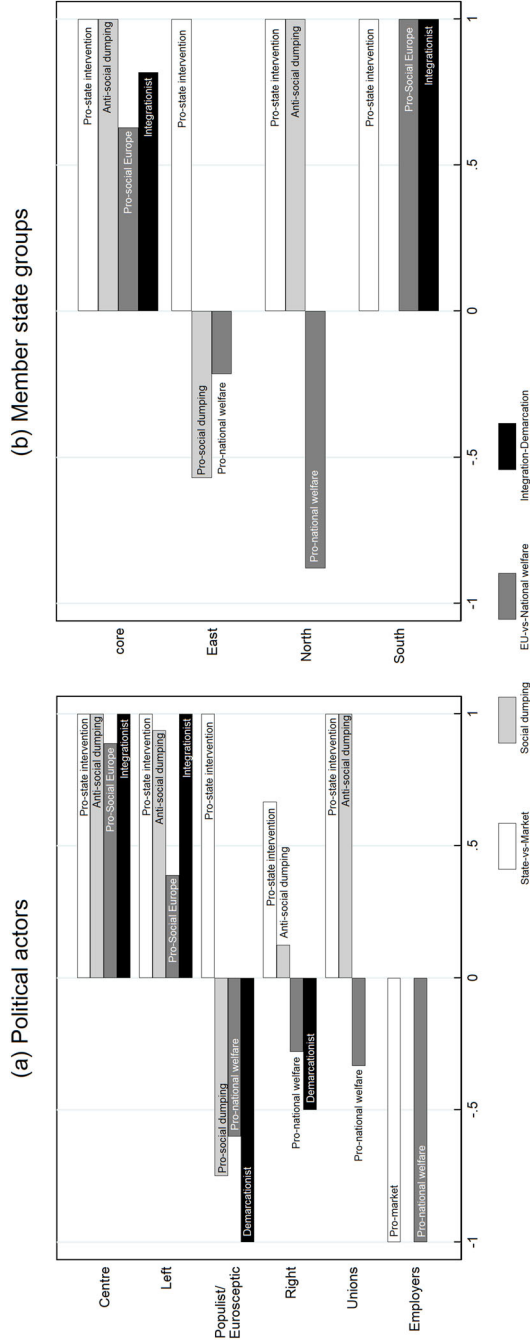 (a) Political actors
Centre
Pro-state intervention
Anti-social dumping
Pro-Social Europe
Integrationist
Left
Pro-state intervention
Anti-social dumping
Pro-Social Europe
Integrationist
Populist/
Eurosceptic
Pro-state intervention
Pro-social dumping
Pro-national welfare
Demarcationist
Right
Pro-state intervention
Anti-social dumping
Pro-national welfare
Demarcationist
Unions
Pro-state intervention
Anti-social dumping
Pro-national welfare
Employers
Pro-market
Pro-national welfare
-1 -.5 0 .5 1
(b) Member state groups
core
Pro-state intervention
Anti-social dumping
Pro-social Europe
Integrationist
East
Pro-state intervention
Pro-social dumping
Pro-national welfare
North
Pro-state intervention
Anti-social dumping
Pro-national welfare
South
Pro-state intervention
Pro-Social Europe
Integrationist
-1 -.5 0 .5 1
State-vs-Market Social dumping EU-vs-National welfare Integration-Demarcation